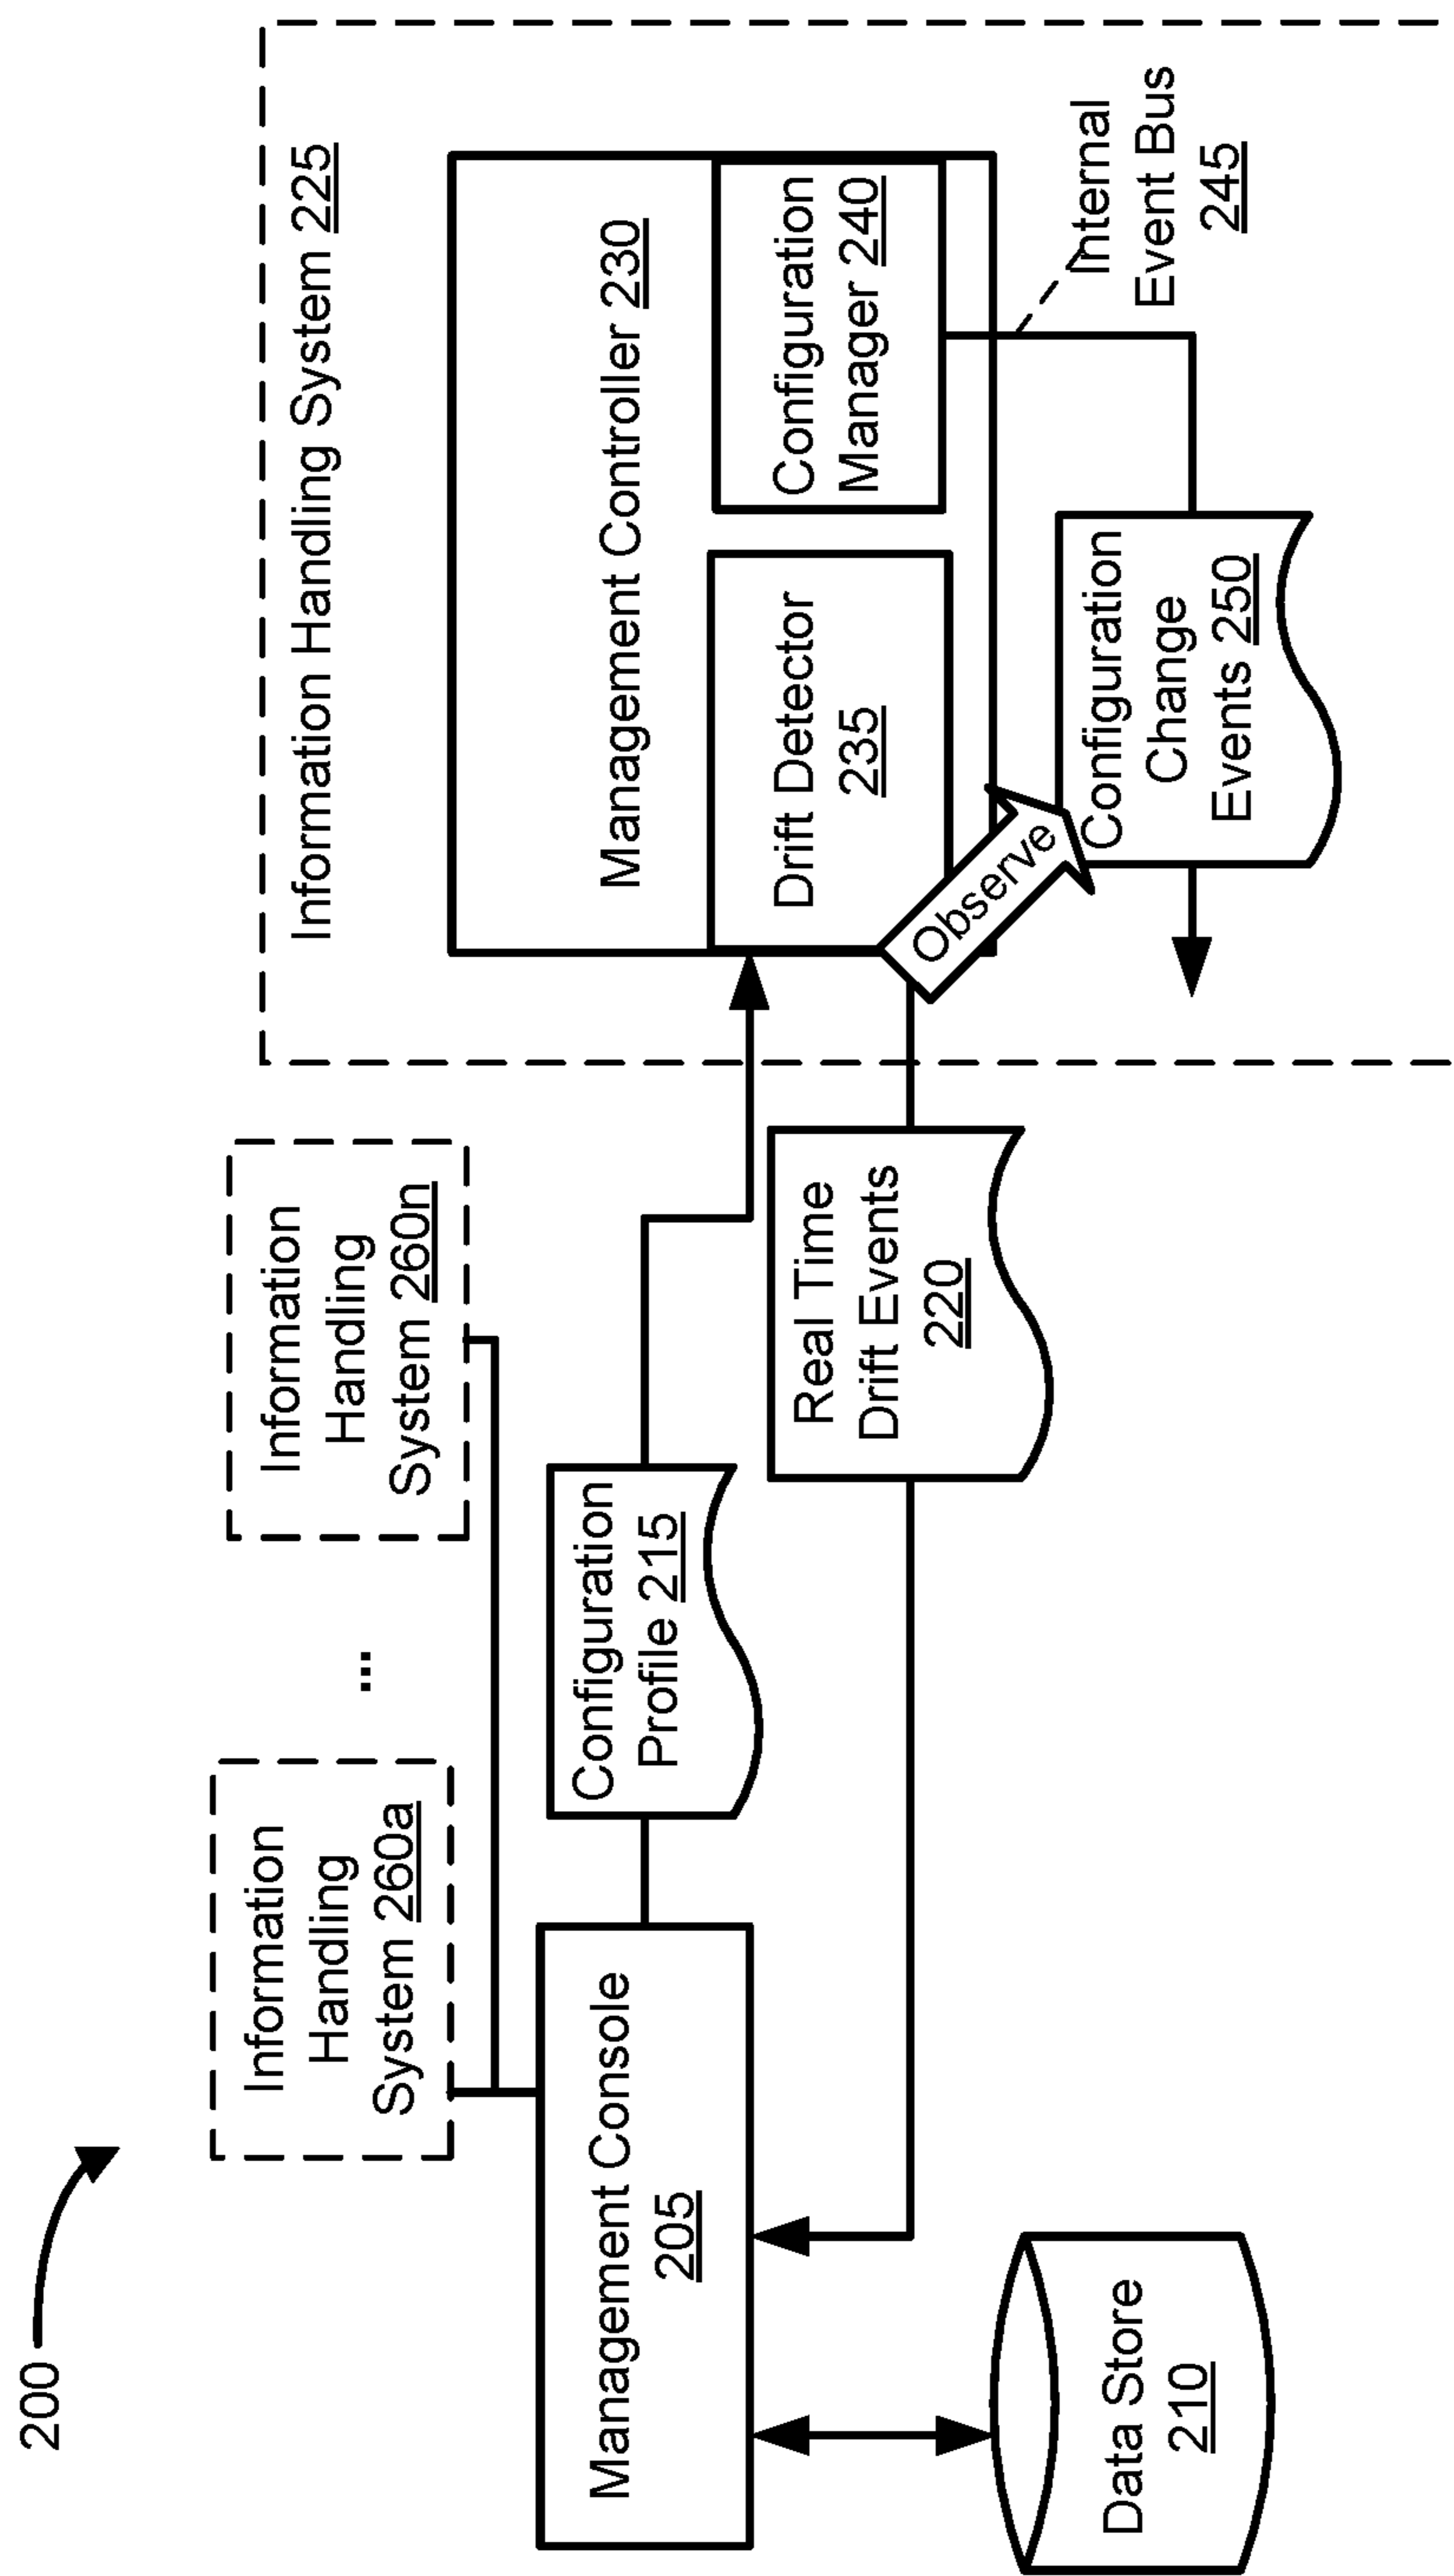 200
Information
Handling
System 260a
...
Information
Handling
System 260n
Information Handling System 225
Management Console
205
Configuration
Profile 215
Management Controller 230
Drift Detector
235
Configuration
Manager 240
Real Time
Drift Events
220
Observe
Internal
Event Bus
245
Data Store
210
Configuration
Change
Events 250